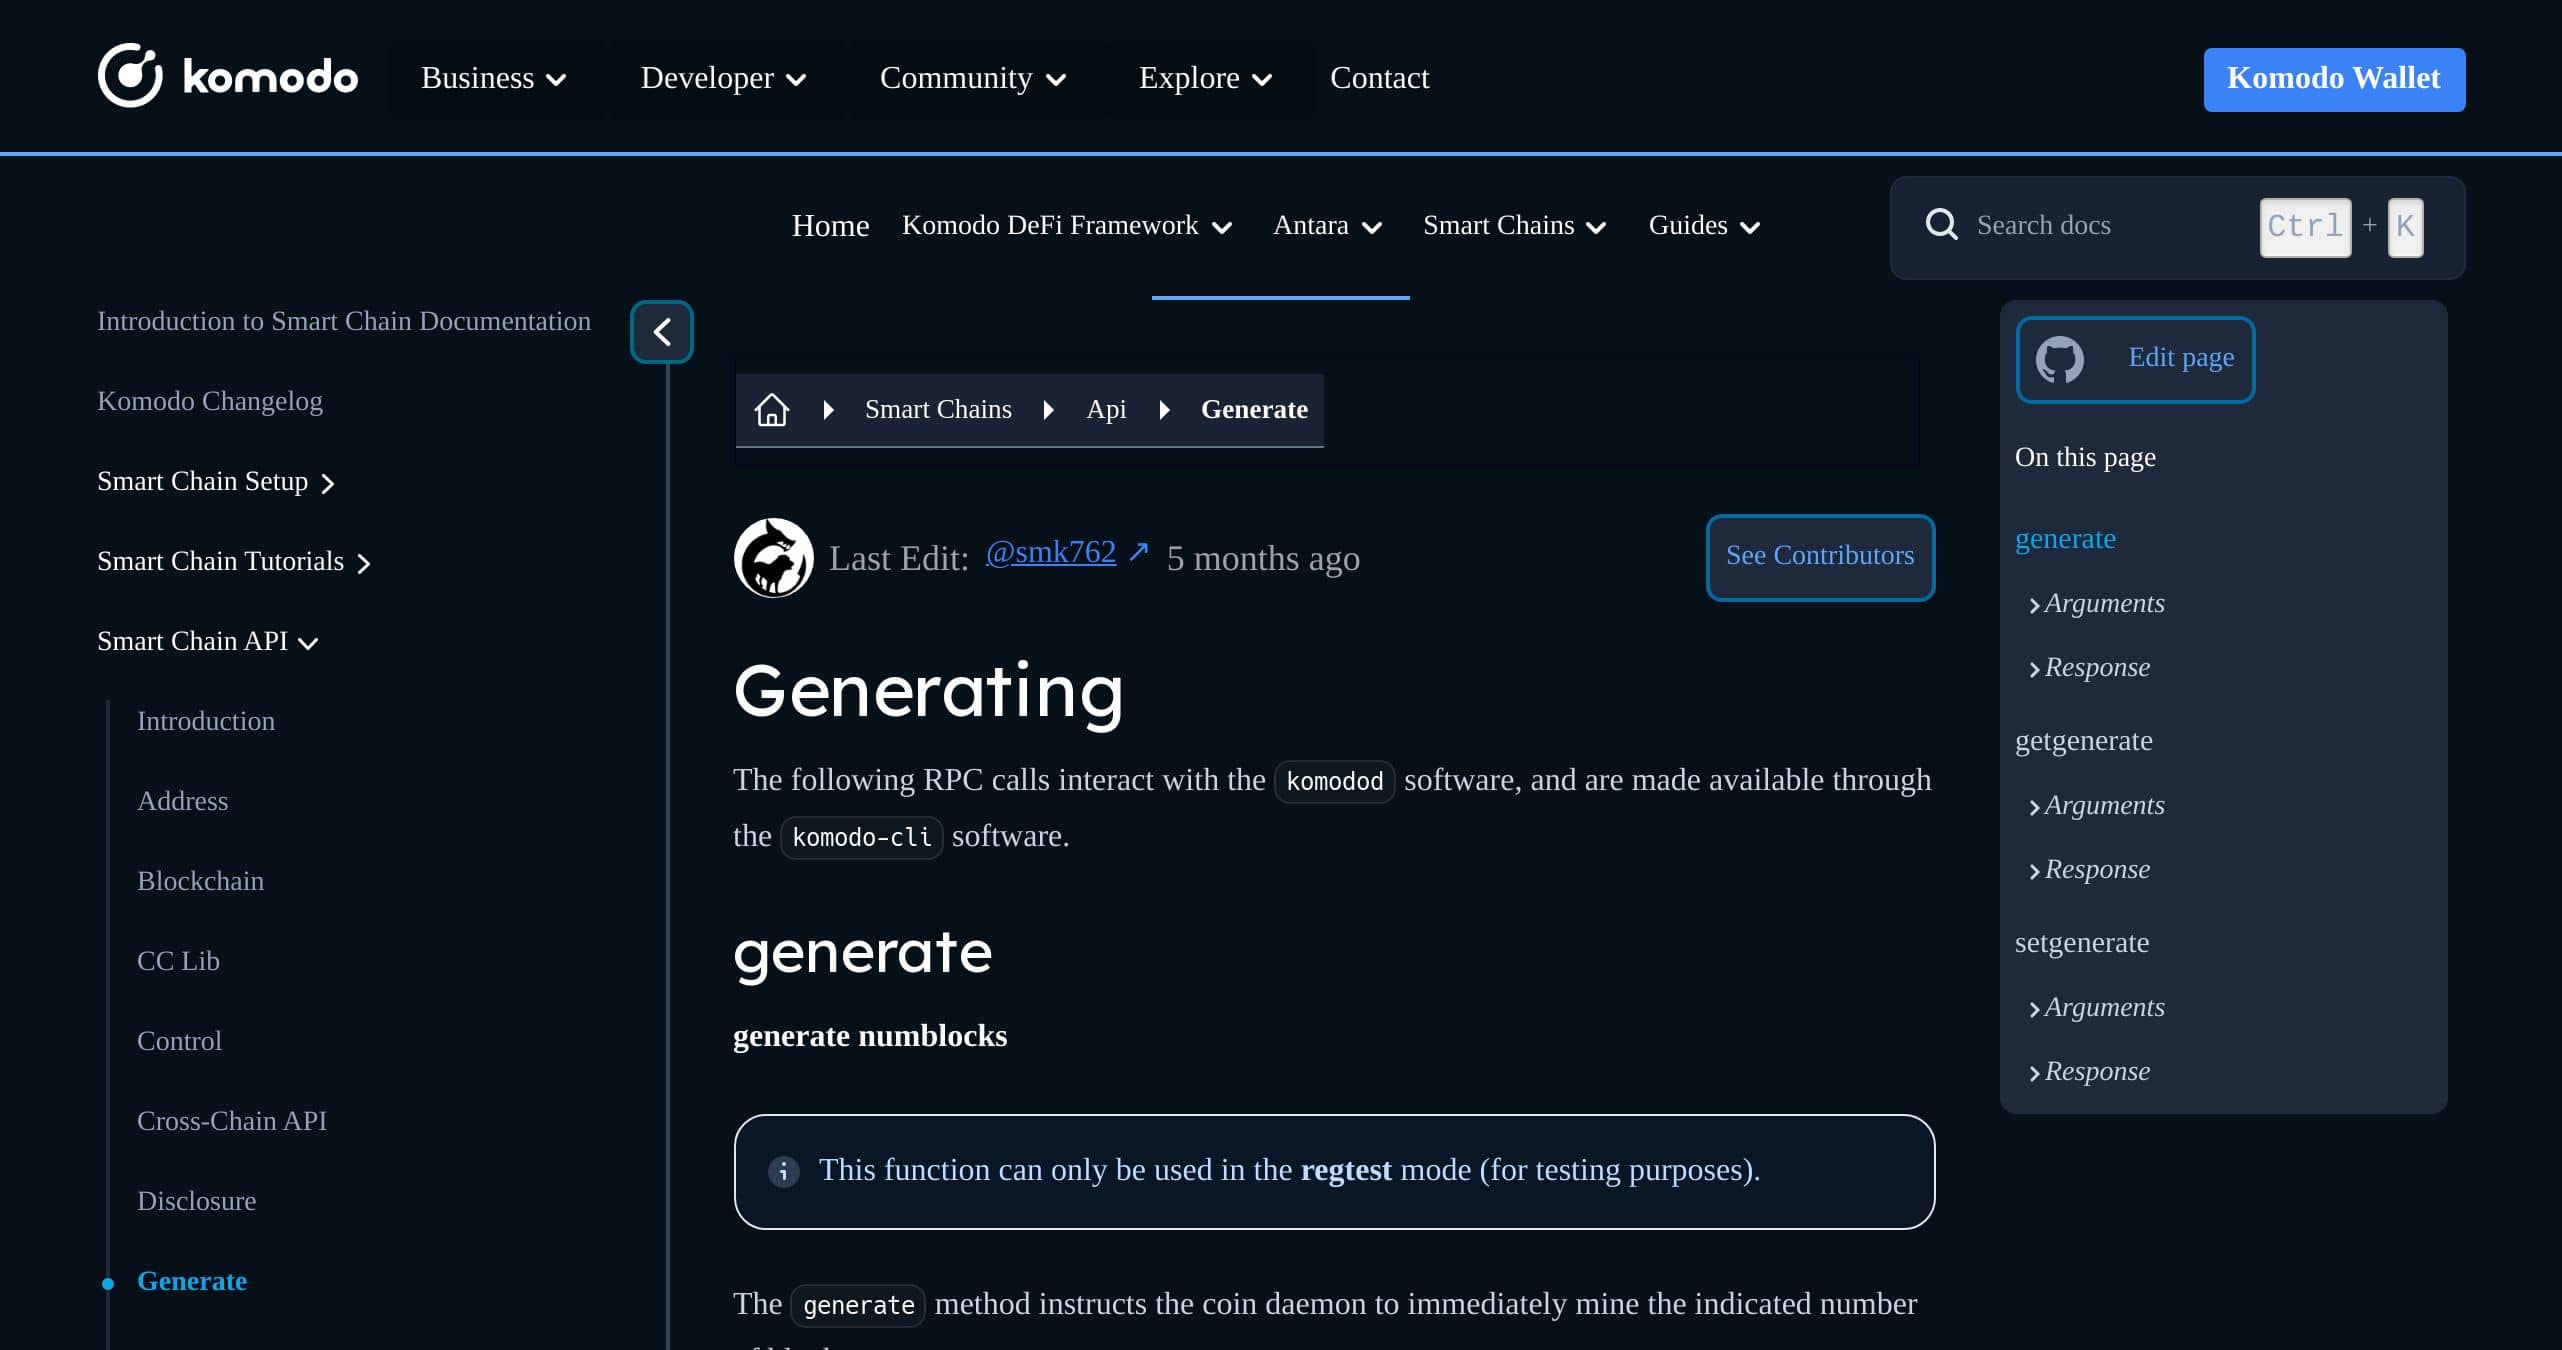 komodo
Business
Developer
Community
Explore
Contact
Komodo Wallet
Home
Komodo DeFi Framework
Antara
Smart Chains
Guides
Search docs
Ctrl + K
Introduction to Smart Chain Documentation
Komodo Changelog
Smart Chain Setup
Smart Chain Tutorials
Smart Chain API
Introduction
Address
Blockchain
CC Lib
Control
Cross-Chain API
Disclosure
Generate
Smart Chains
Api
Generate
Last Edit: @smk762 ↗ 5 months ago
See Contributors
Generating
The following RPC calls interact with the komodod software, and are made available through
the komodo-cli software.
generate
generate numblocks
This function can only be used in the regtest mode (for testing purposes).
The generate method instructs the coin daemon to immediately mine the indicated number
Edit page
On this page
generate
Arguments
Response
getgenerate
Arguments
Response
setgenerate
Arguments
Response